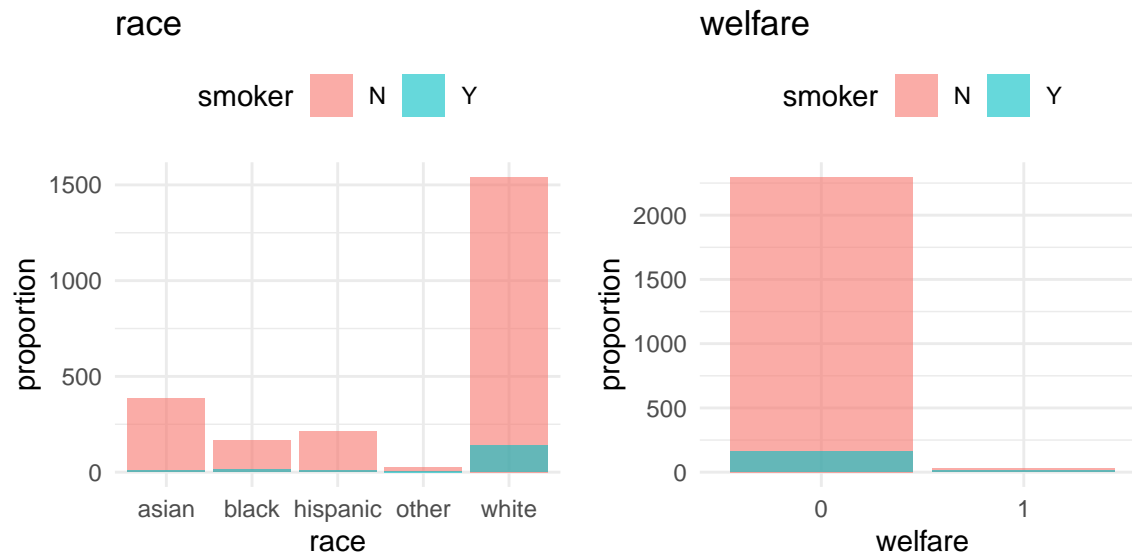 race
smoker N Y
proportion
1500
1000
500
0
asian black hispanic other white
race
welfare
smoker N Y
proportion
2000
1500
1000
500
0
0 1
welfare